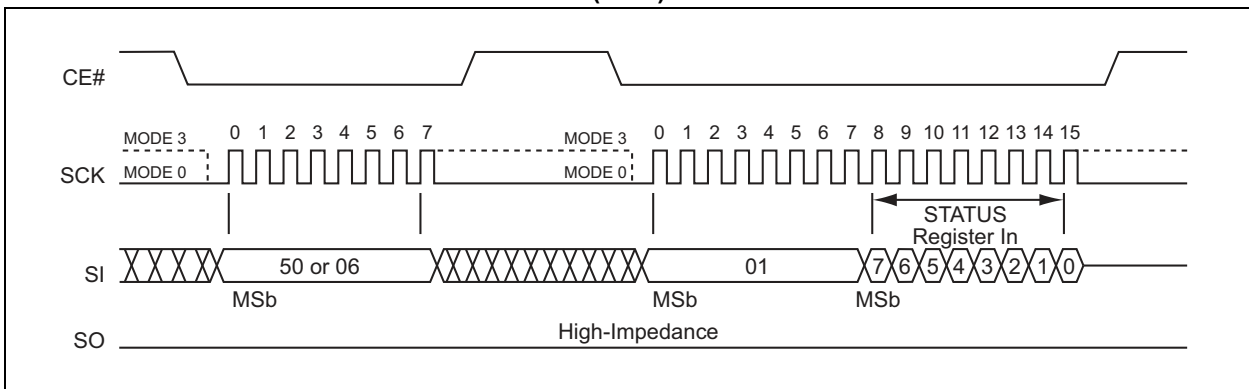 CE#
MODE 3 0 1 2 3 4 5 6 7 MODE 3 0 1 2 3 4 5 6 7 8 9 10 11 12 13 14 15
SCK MODE 0 MODE 0
STATUS
Register In
SI 50 or 06 01 7 6 5 4 3 2 1 0
MSb MSb MSb
SO High-Impedance